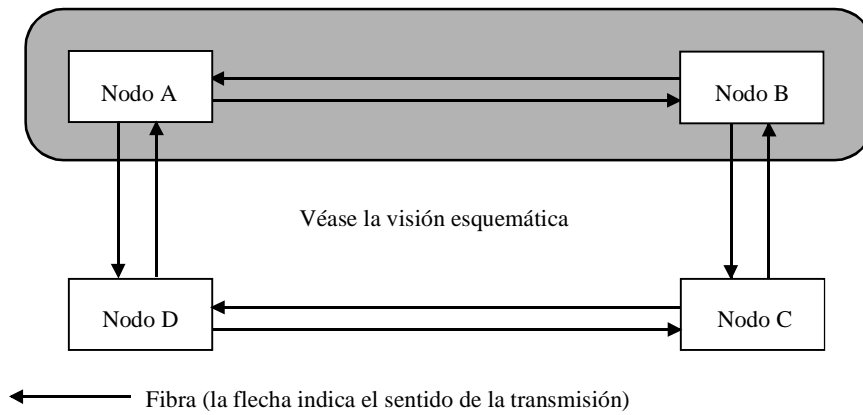 Nodo A
Nodo B
Véase la visión esquemática
Nodo D
Nodo C
Fibra (la flecha indica el sentido de la transmisión)